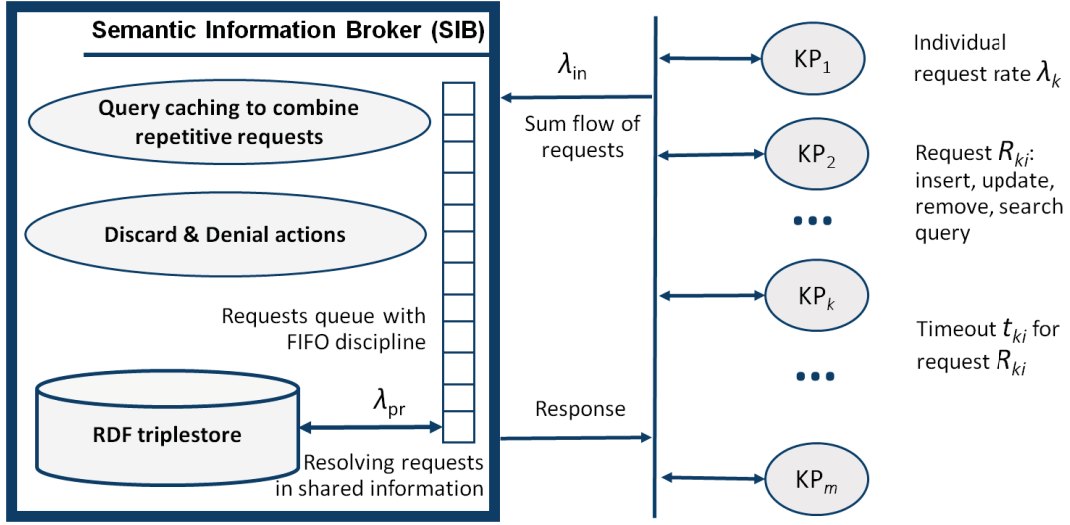 Semantic Information Broker (SIB)
Query caching to combine
repetitive requests
Discard & Denial actions
Requests queue with
FIFO discipline
RDF triplestore
λpr
Resolving requests
in shared information
λin
Sum flow of
requests
Response
KP1
KP2
•••
KPk
•••
KPm
Individual
request rate λk
Request Rki:
insert, update,
remove, search
query
Timeout tki for
request Rki